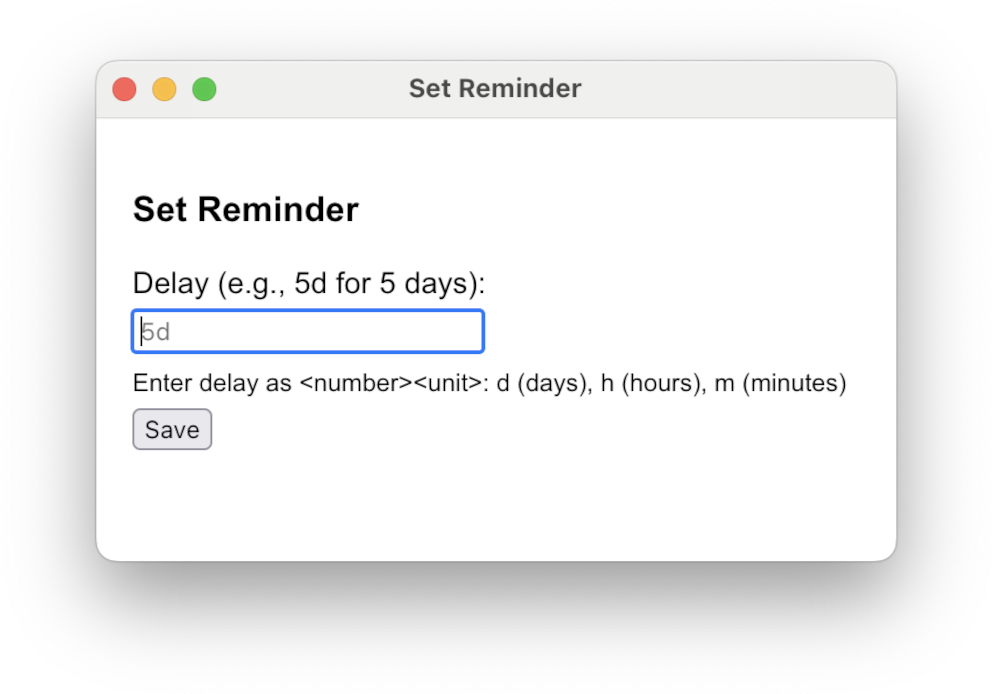 Set Reminder
Set Reminder
Delay (e.g., 5d for 5 days):
5d
Enter delay as <number><unit>: d (days), h (hours), m (minutes)
Save